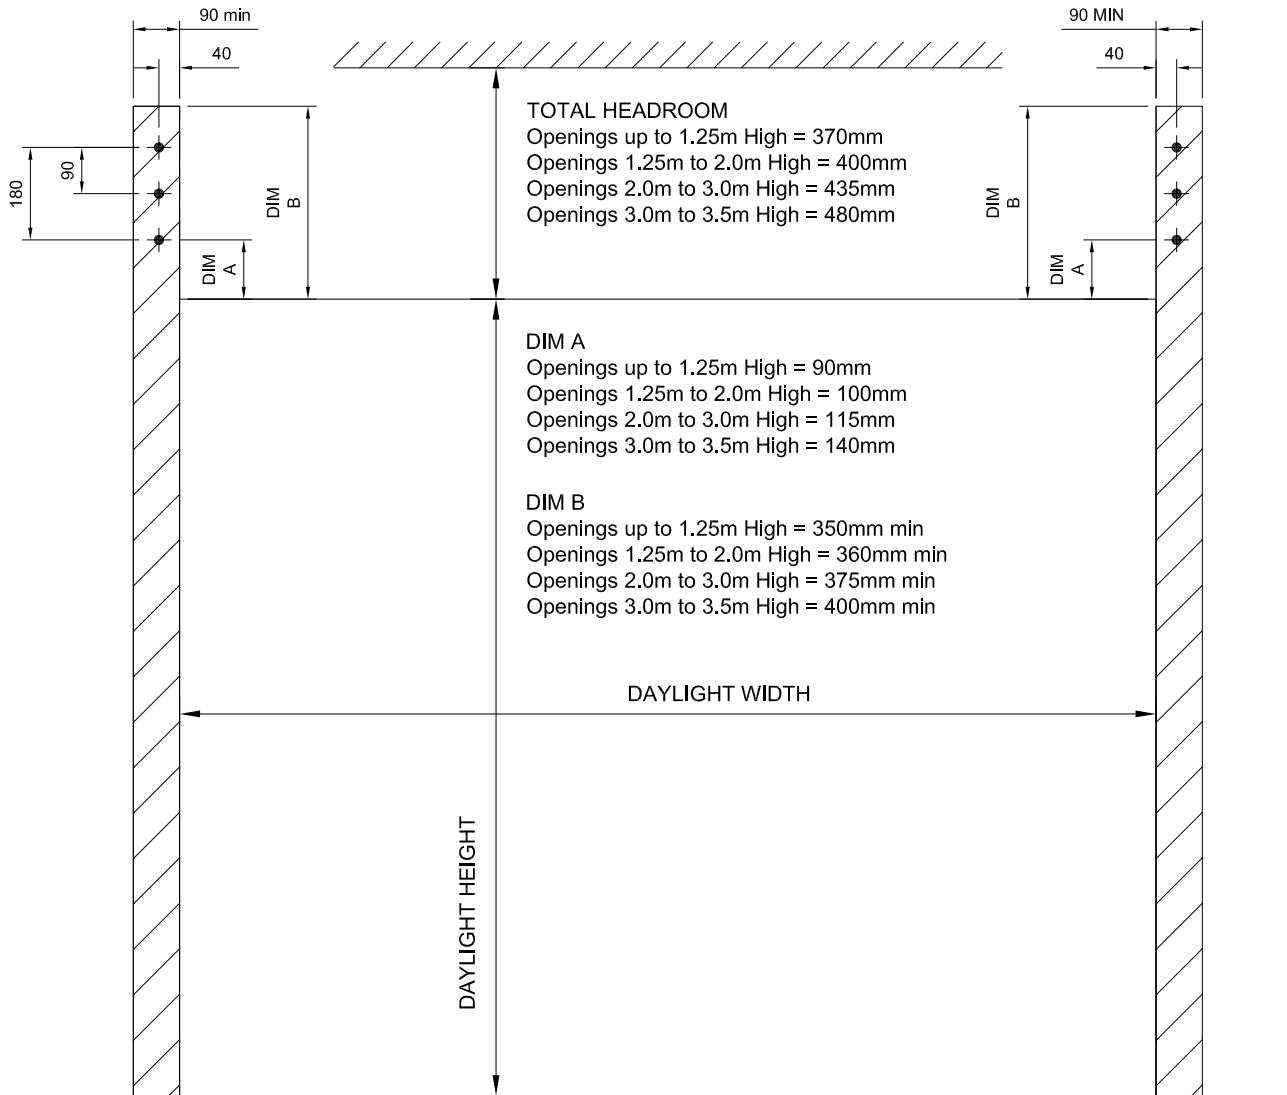 90 min
90 MIN
40
40
TOTAL HEADROOM
Openings up to 1.25m High = 370mm
Openings 1.25m to 2.0m High = 400mm
Openings 2.0m to 3.0m High = 435mm
Openings 3.0m to 3.5m High = 480mm
180
90
DIM
B
DIM
A
DIM
B
DIM
A
DIM A
Openings up to 1.25m High = 90mm
Openings 1.25m to 2.0m High = 100mm
Openings 2.0m to 3.0m High = 115mm
Openings 3.0m to 3.5m High = 140mm
DIM B
Openings up to 1.25m High = 350mm min
Openings 1.25m to 2.0m High = 360mm min
Openings 2.0m to 3.0m High = 375mm min
Openings 3.0m to 3.5m High = 400mm min
DAYLIGHT WIDTH
DAYLIGHT HEIGHT